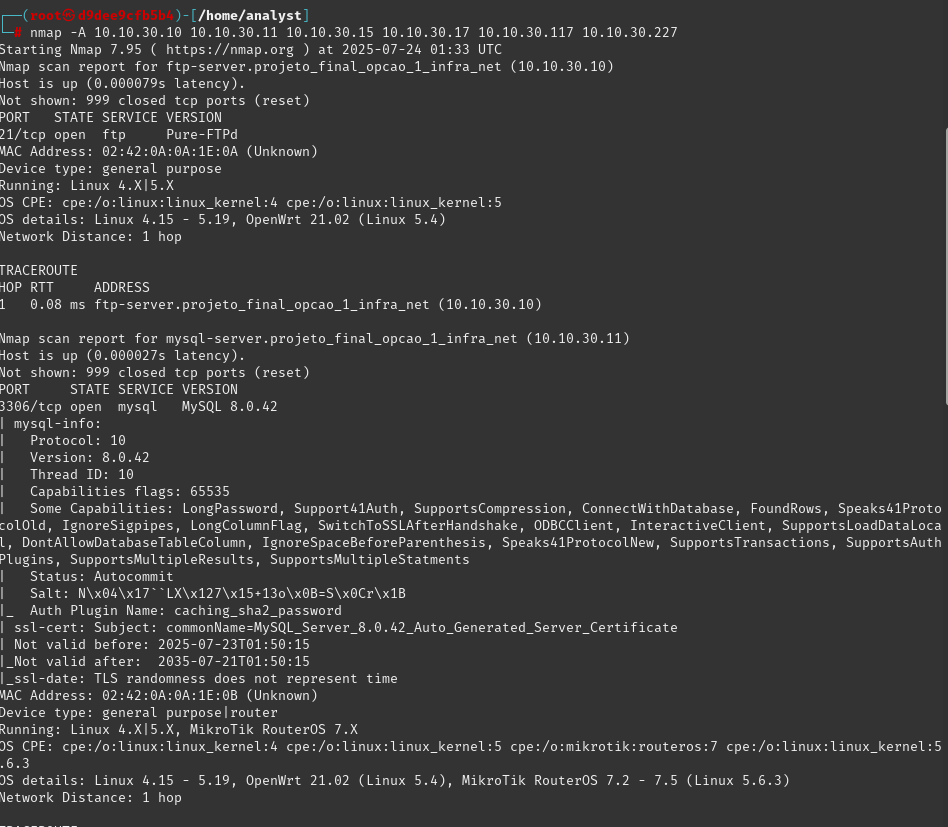 ┌──(root㉿d9dee9cfb5b4)-[/home/analyst]
└─# nmap -A 10.10.30.10 10.10.30.11 10.10.30.15 10.10.30.17 10.10.30.117 10.10.30.227
Starting Nmap 7.95 ( https://nmap.org ) at 2025-07-24 01:33 UTC
Nmap scan report for ftp-server.projeto_final_opcao_1_infra_net (10.10.30.10)
Host is up (0.000079s latency).
Not shown: 999 closed tcp ports (reset)
PORT   STATE SERVICE VERSION
21/tcp open  ftp     Pure-FTPd
MAC Address: 02:42:0A:0A:1E:0A (Unknown)
Device type: general purpose
Running: Linux 4.X|5.X
OS CPE: cpe:/o:linux:linux_kernel:4 cpe:/o:linux:linux_kernel:5
OS details: Linux 4.15 - 5.19, OpenWrt 21.02 (Linux 5.4)
Network Distance: 1 hop

TRACEROUTE
HOP RTT     ADDRESS
1   0.08 ms ftp-server.projeto_final_opcao_1_infra_net (10.10.30.10)

Nmap scan report for mysql-server.projeto_final_opcao_1_infra_net (10.10.30.11)
Host is up (0.000027s latency).
Not shown: 999 closed tcp ports (reset)
PORT     STATE SERVICE VERSION
3306/tcp open  mysql   MySQL 8.0.42
| mysql-info:
|   Protocol: 10
|   Version: 8.0.42
|   Thread ID: 10
|   Capabilities flags: 65535
|   Some Capabilities: LongPassword, Support41Auth, SupportsCompression, ConnectWithDatabase, FoundRows, Speaks41Proto
colOld, IgnoreSigpipes, LongColumnFlag, SwitchToSSLAfterHandshake, ODBCClient, InteractiveClient, SupportsLoadDataLoca
l, DontAllowDatabaseTableColumn, IgnoreSpaceBeforeParenthesis, Speaks41ProtocolNew, SupportsTransactions, SupportsAuth
Plugins, SupportsMultipleResults, SupportsMultipleStatments
|   Status: Autocommit
|   Salt: N\x04\x17``LX\x127\x15+13o\x0B=S\x0Cr\x1B
|_  Auth Plugin Name: caching_sha2_password
| ssl-cert: Subject: commonName=MySQL_Server_8.0.42_Auto_Generated_Server_Certificate
| Not valid before: 2025-07-23T01:50:15
|_Not valid after:  2035-07-21T01:50:15
|_ssl-date: TLS randomness does not represent time
MAC Address: 02:42:0A:0A:1E:0B (Unknown)
Device type: general purpose|router
Running: Linux 4.X|5.X, MikroTik RouterOS 7.X
OS CPE: cpe:/o:linux:linux_kernel:4 cpe:/o:linux:linux_kernel:5 cpe:/o:mikrotik:routeros:7 cpe:/o:linux:linux_kernel:5
.6.3
OS details: Linux 4.15 - 5.19, OpenWrt 21.02 (Linux 5.4), MikroTik RouterOS 7.2 - 7.5 (Linux 5.6.3)
Network Distance: 1 hop